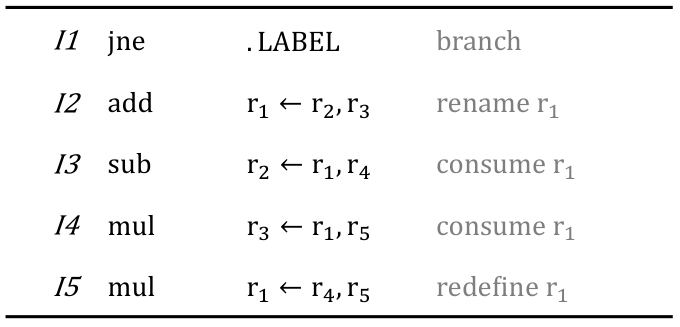 I1 jne .LABEL branch
I2 add r₁ ← r₂, r₃ rename r₁
I3 sub r₂ ← r₁, r₄ consume r₁
I4 mul r₃ ← r₁, r₅ consume r₁
I5 mul r₁ ← r₄, r₅ redefine r₁